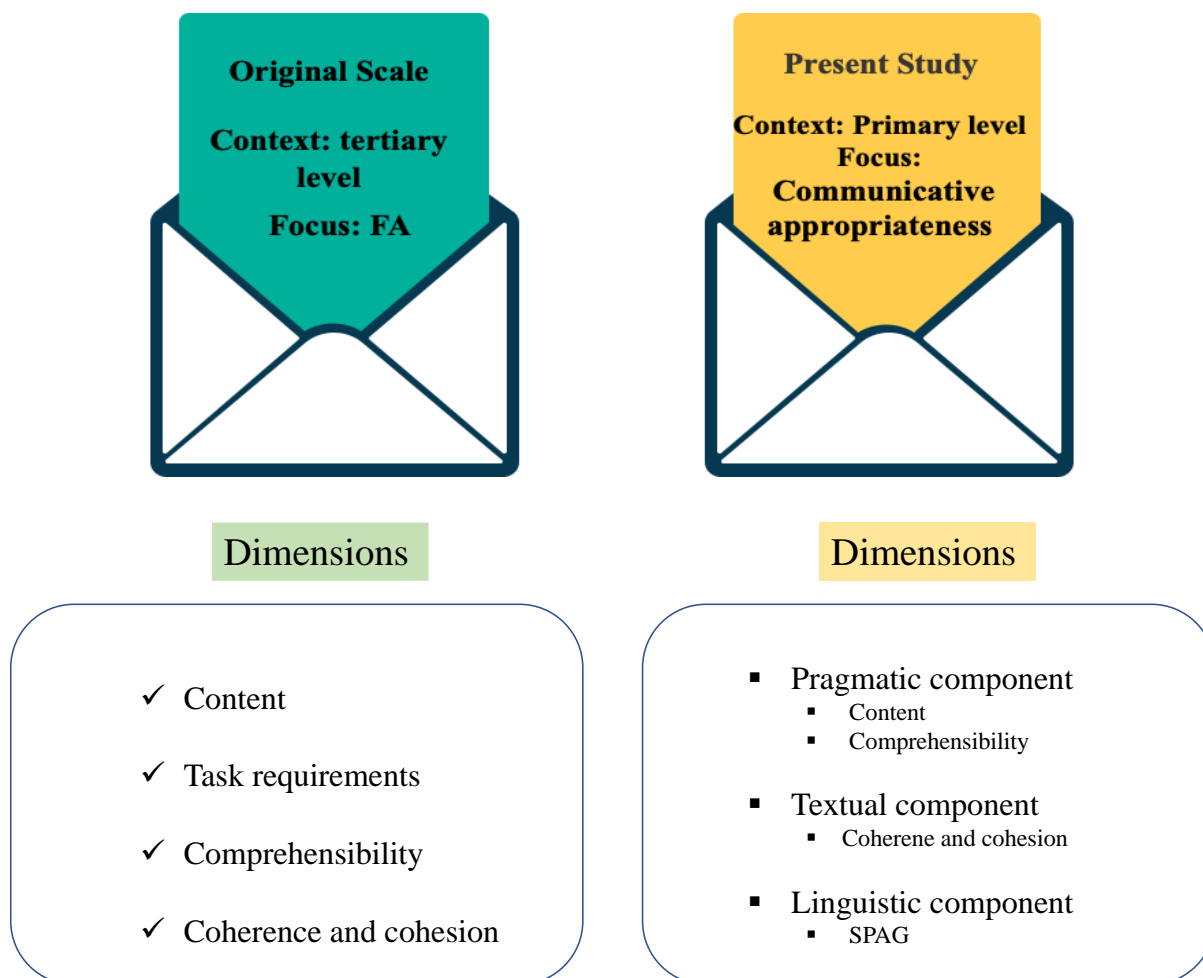 Original Scale
Context: tertiary
level
Focus: FA
Present Study
Context: Primary level
Focus:
Communicative
appropriateness
Dimensions
✓ Content
✓ Task requirements
✓ Comprehensibility
✓ Coherence and cohesion
Dimensions
▪ Pragmatic component
▪ Content
▪ Comprehensibility
▪ Textual component
▪ Coherene and cohesion
▪ Linguistic component
▪ SPAG